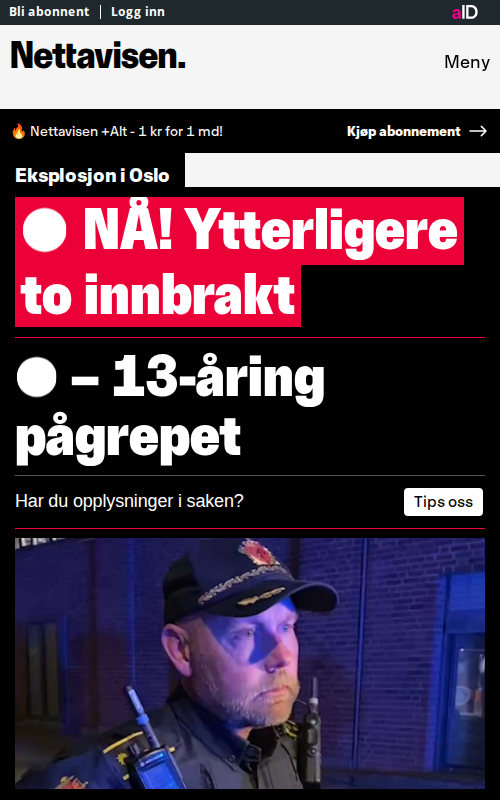 Bli abonnent | Logg inn
aID
Nettavisen.
Meny
🔥 Nettavisen +Alt - 1 kr for 1 md!
Kjøp abonnement →
Eksplosjon i Oslo
NÅ! Ytterligere
to innbrakt
– 13-åring
pågrepet
Har du opplysninger i saken?
Tips oss